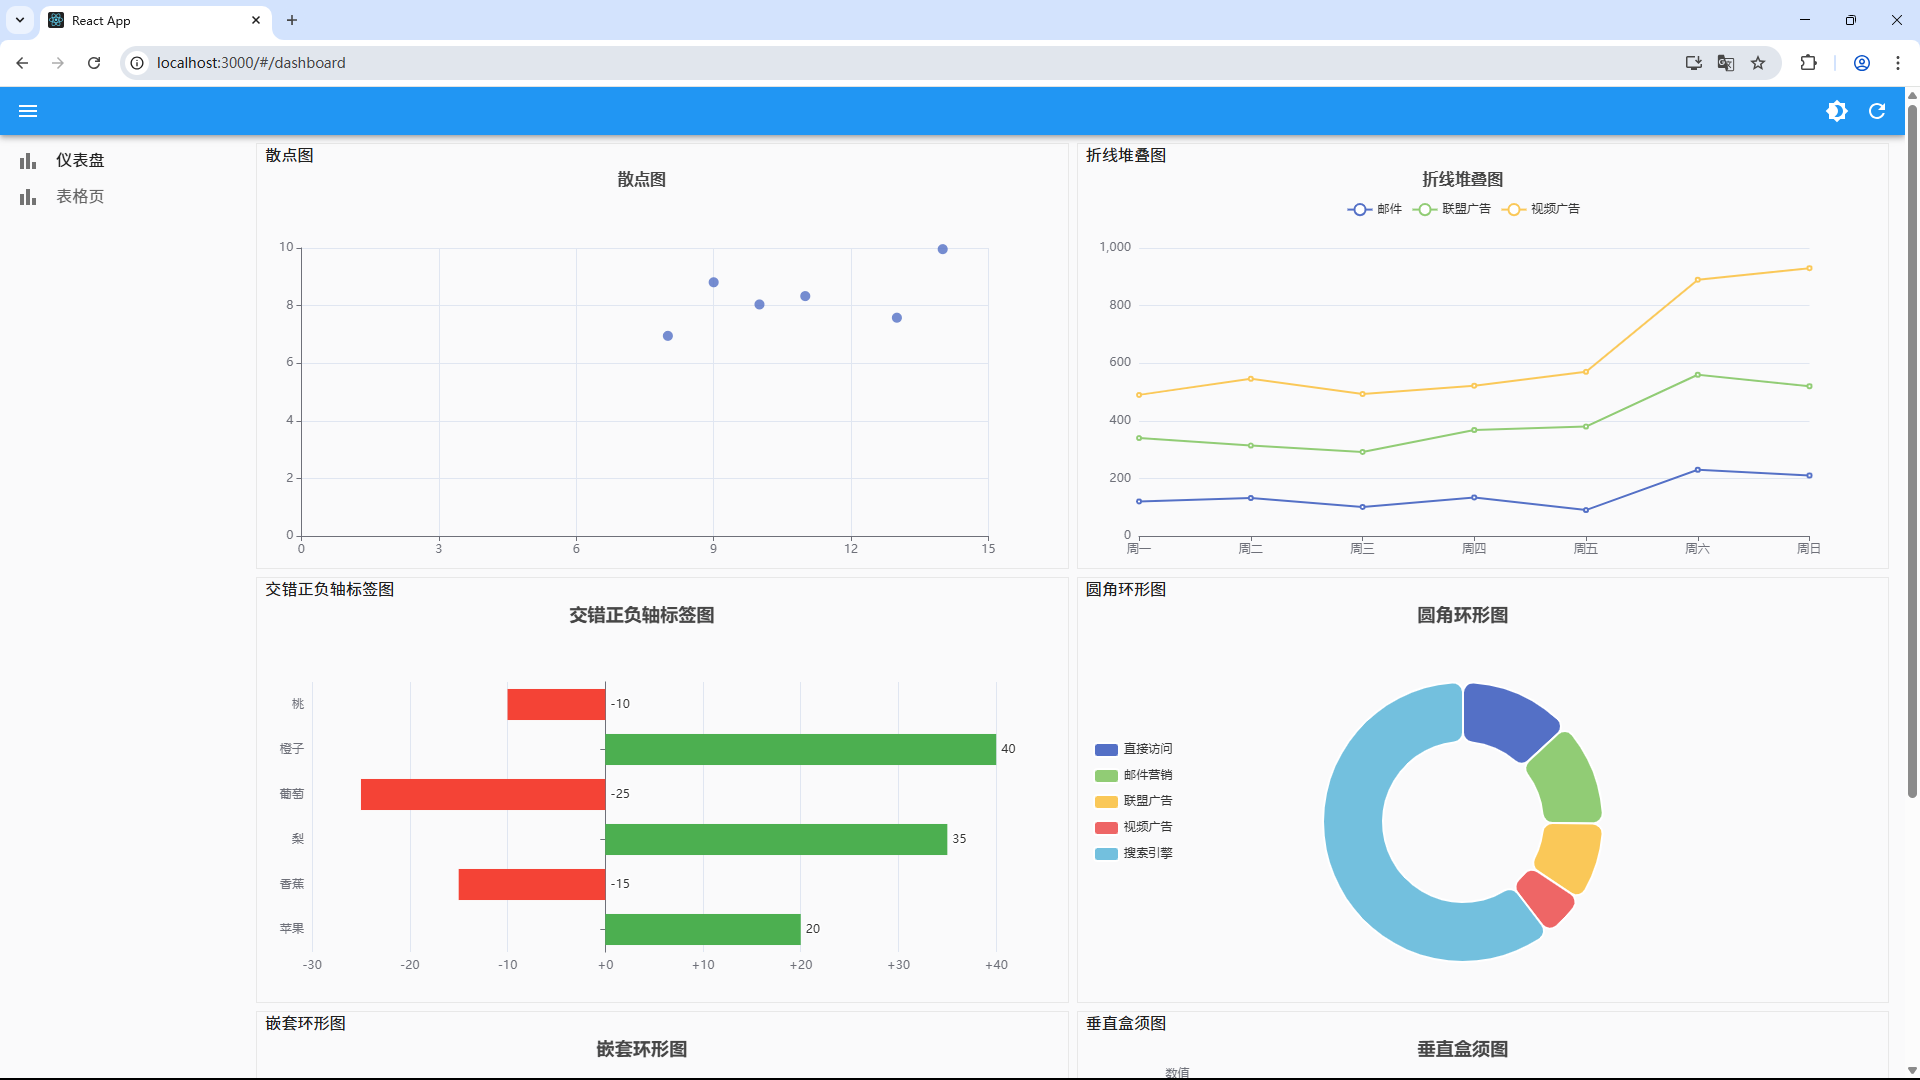 React App
localhost:3000/#/dashboard
仪表盘
表格页
散点图
散点图
10
8
6
4
2
0
0 3 6 9 12 15
折线堆叠图
折线堆叠图
邮件 联盟广告 视频广告
1,000
800
600
400
200
0
周一 周二 周三 周四 周五 周六 周日
交错正负轴标签图
交错正负轴标签图
桃 -10
橙子 40
葡萄 -25
梨 35
香蕉 -15
苹果 20
-30 -20 -10 +0 +10 +20 +30 +40
圆角环形图
圆角环形图
直接访问
邮件营销
联盟广告
视频广告
搜索引擎
嵌套环形图
嵌套环形图
垂直盒须图
垂直盒须图
数值